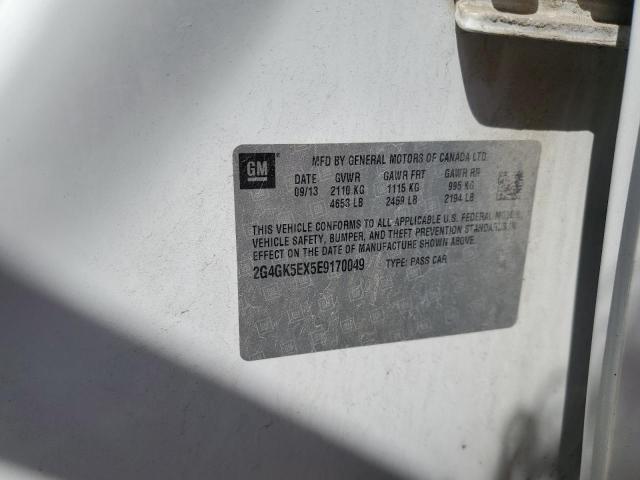 GM
MFD BY GENERAL MOTORS OF CANADA LTD.
DATE GVWR GAWR FRT GAWR RR
09/13 2110 KG 1115 KG 995 KG
4653 LB 2459 LB 2194 LB
THIS VEHICLE CONFORMS TO ALL APPLICABLE U.S. FEDERAL MOTOR
VEHICLE SAFETY, BUMPER, AND THEFT PREVENTION STANDARDS IN
EFFECT ON THE DATE OF MANUFACTURE SHOWN ABOVE.
2G4GK5EX5E9170049 TYPE: PASS CAR